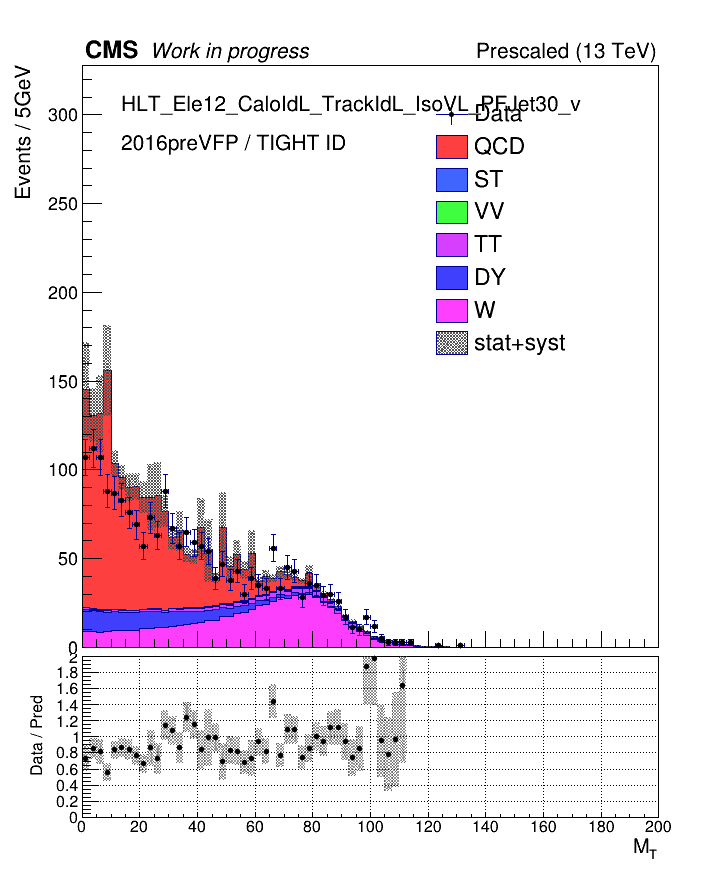 CMS Work in progress Prescaled (13 TeV)
Events / 5GeV
HLT_Ele12_CaloIdL_TrackIdL_IsoVL_PFJet30_v
2016preVFP / TIGHT ID
Data
QCD
ST
VV
TT
DY
W
stat+syst
300
250
200
150
100
50
0
Data / Pred
2
1.8
1.6
1.4
1.2
1
0.8
0.6
0.4
0.2
0
0 20 40 60 80 100 120 140 160 180 200
M_T